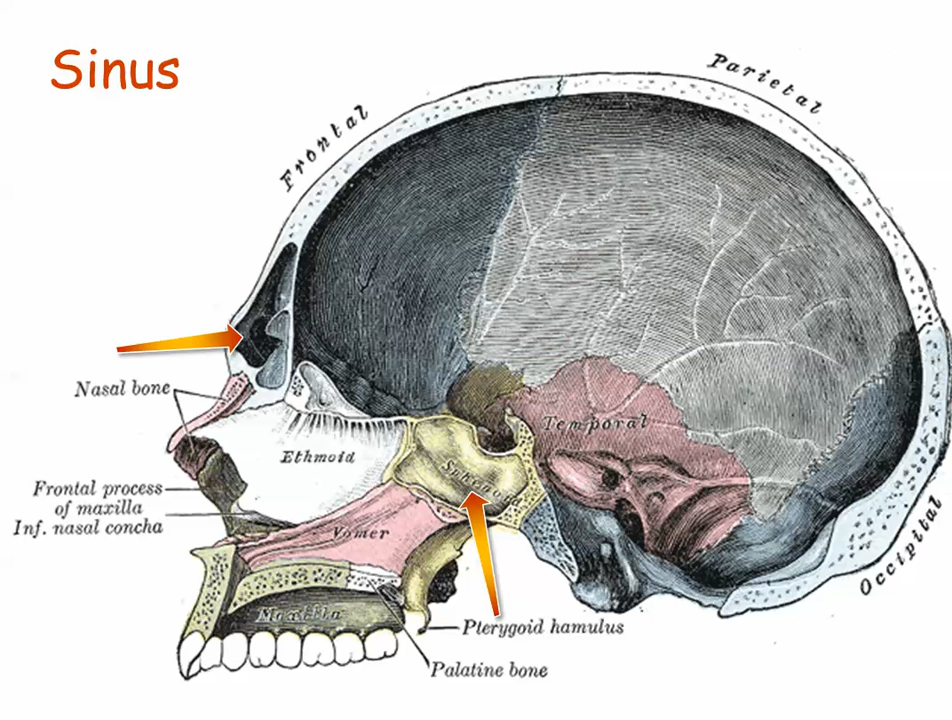 Sinus
Parietal
Frontal
Nasal bone
Temporal
Ethmoid
Sphenoid
Frontal process
of maxilla
Inf. nasal concha
Vomer
Occipital
Maxilla
Pterygoid hamulus
Palatine bone